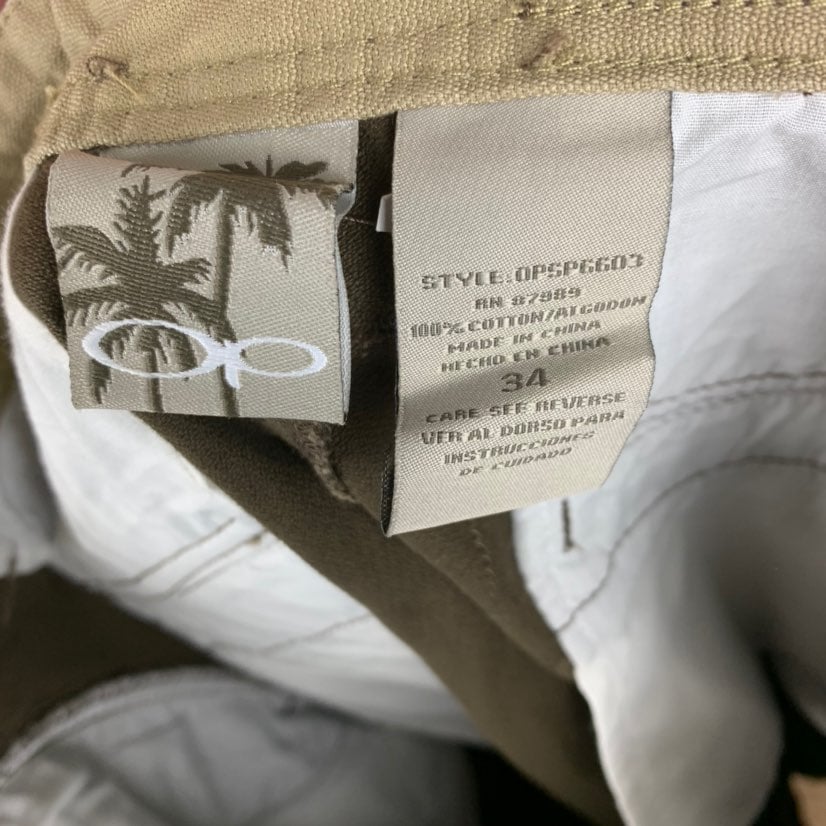 op
STYLE:OPSP6603
RN 87989
100% COTTON/ALGODON
MADE IN CHINA
HECHO EN CHINA
34
CARE SEE REVERSE
VER AL DORSO PARA
INSTRUCCIONES
DE CUIDADO